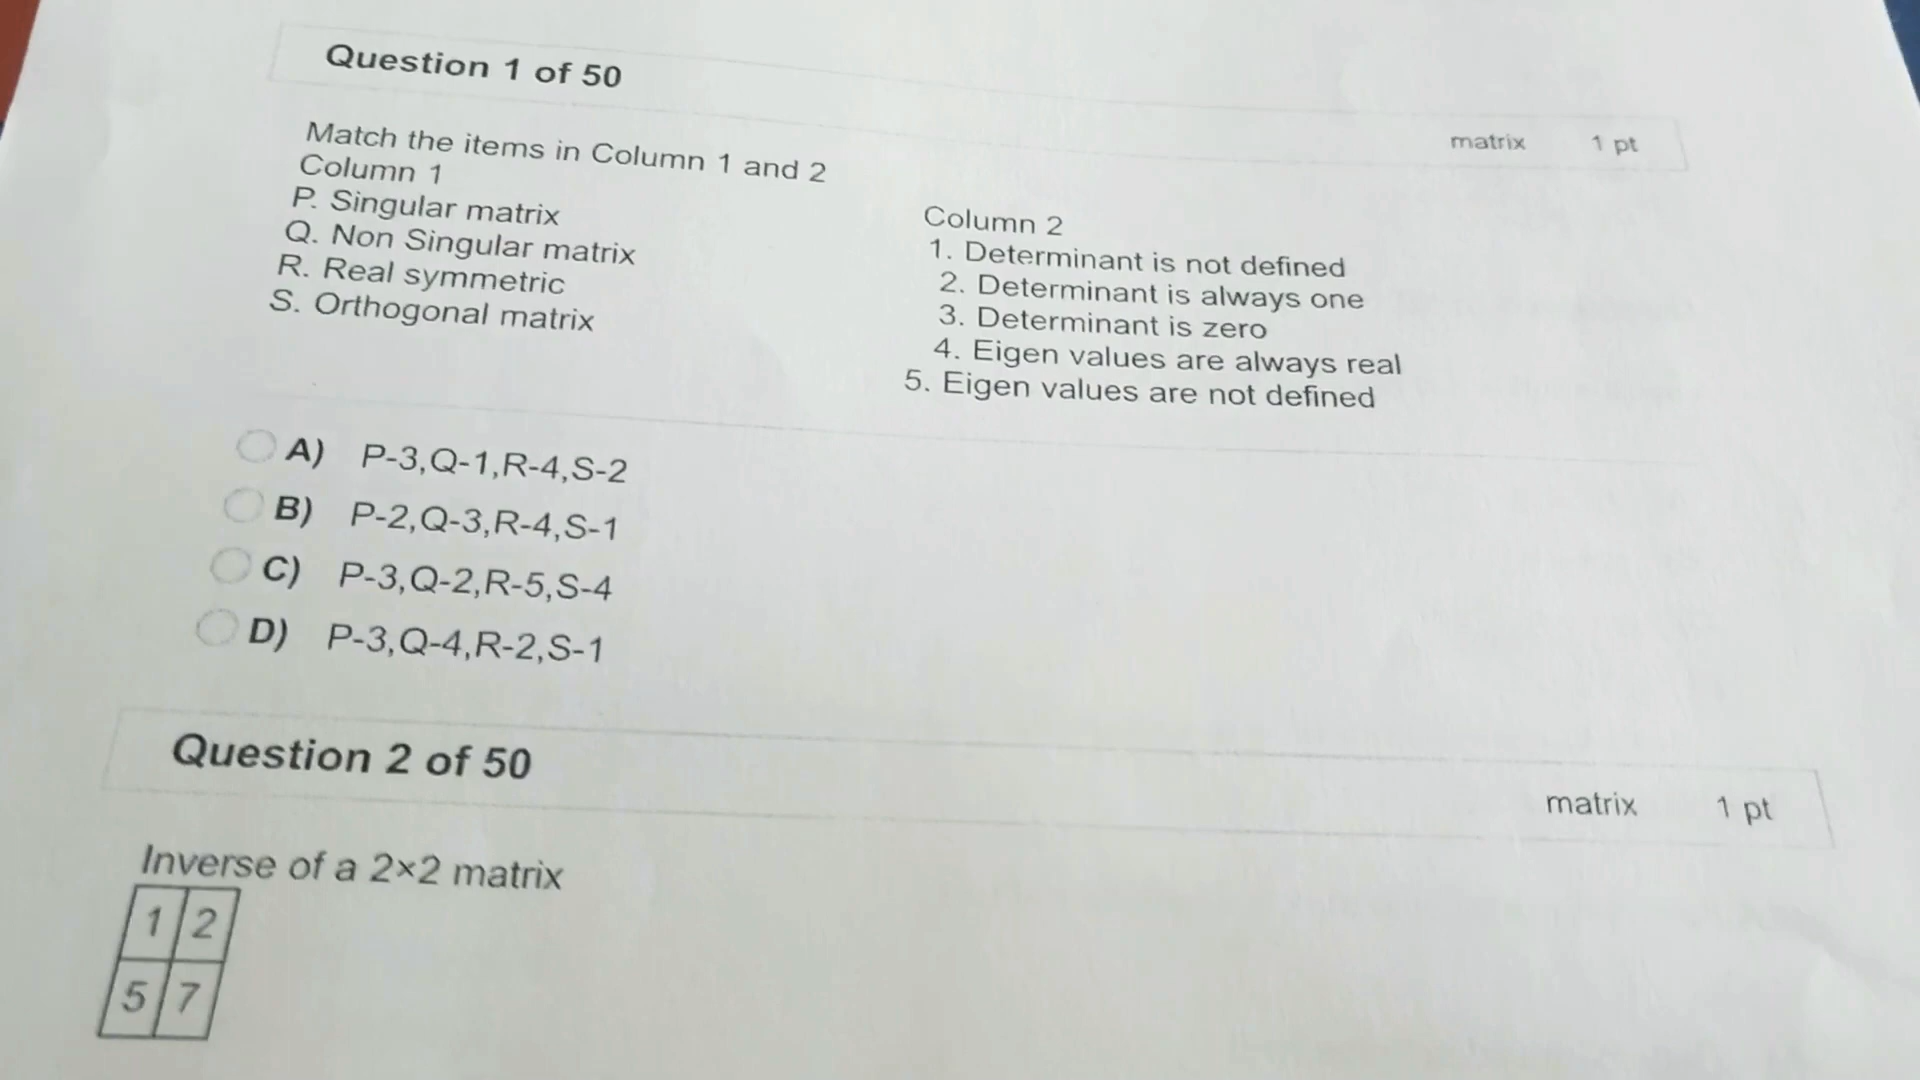 Question 1 of 50
matrix 1 pt
Match the items in Column 1 and 2
Column 1
P. Singular matrix
Q. Non Singular matrix
R. Real symmetric
S. Orthogonal matrix
Column 2
1. Determinant is not defined
2. Determinant is always one
3. Determinant is zero
4. Eigen values are always real
5. Eigen values are not defined
A) P-3,Q-1,R-4,S-2
B) P-2,Q-3,R-4,S-1
C) P-3,Q-2,R-5,S-4
D) P-3,Q-4,R-2,S-1
Question 2 of 50
matrix 1 pt
Inverse of a 2×2 matrix
1 2
5 7